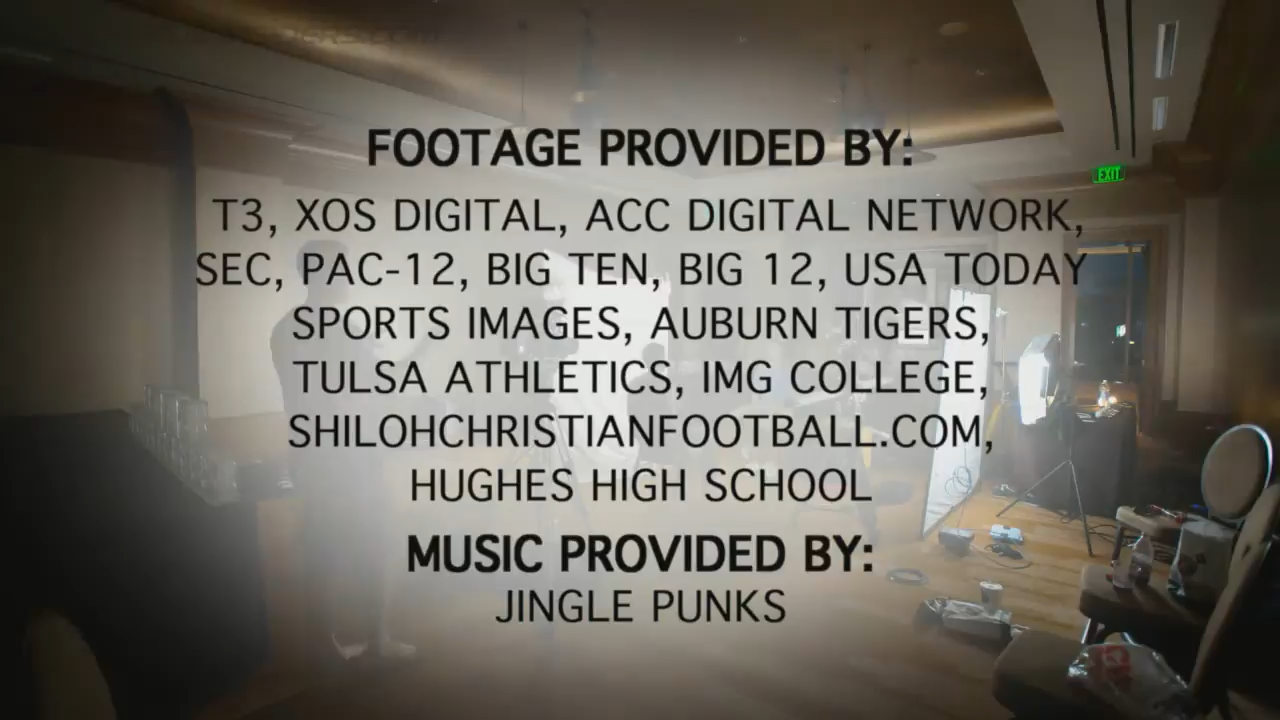 FOOTAGE PROVIDED BY:
T3, XOS DIGITAL, ACC DIGITAL NETWORK,
SEC, PAC-12, BIG TEN, BIG 12, USA TODAY
SPORTS IMAGES, AUBURN TIGERS,
TULSA ATHLETICS, IMG COLLEGE,
SHILOHCHRISTIANFOOTBALL.COM,
HUGHES HIGH SCHOOL
MUSIC PROVIDED BY:
JINGLE PUNKS
EXIT